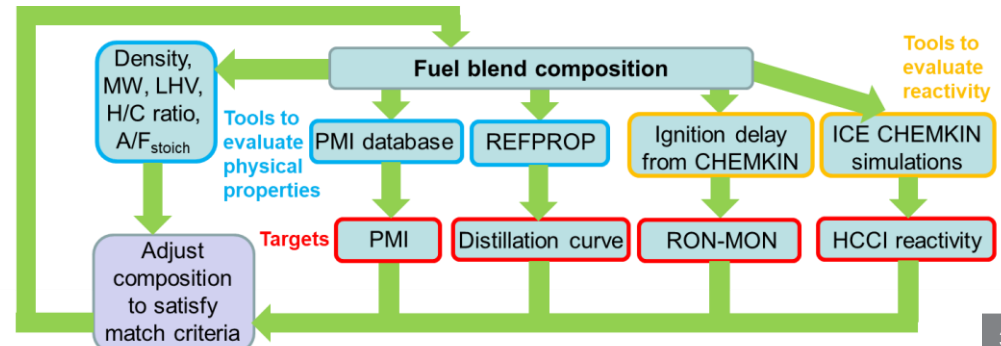 Fuel blend composition
Tools to
evaluate
reactivity
Density,
MW, LHV,
H/C ratio,
A/Fstoich
Tools to
evaluate
physical
properties
PMI database
REFPROP
Ignition delay
from CHEMKIN
ICE CHEMKIN
simulations
Targets
PMI
Distillation curve
RON-MON
HCCI reactivity
Adjust
composition
to satisfy
match criteria